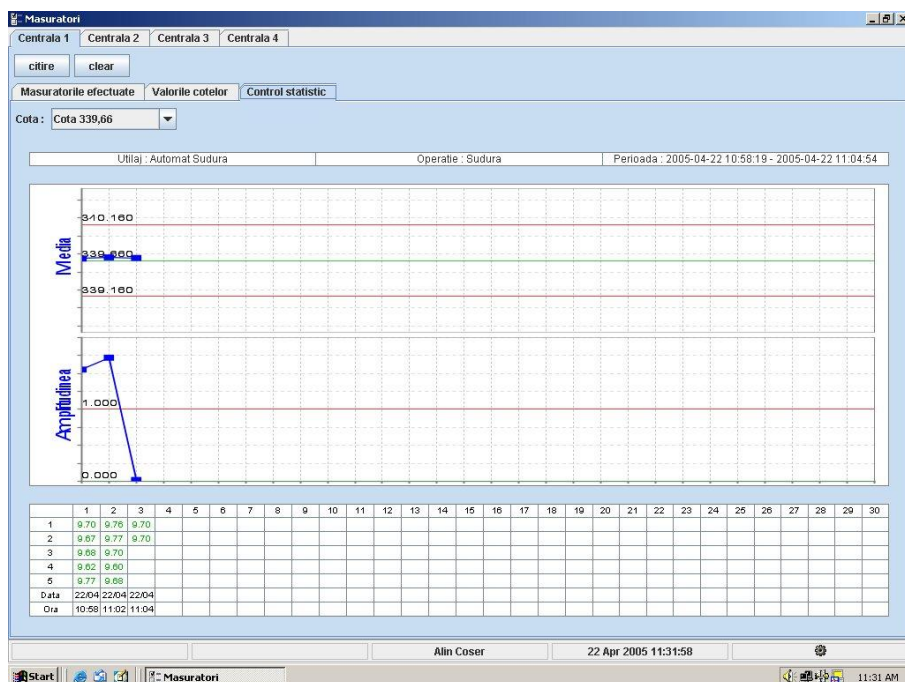 Masuratori
Centrala 1 Centrala 2 Centrala 3 Centrala 4
citire clear
Masuratorile efectuate Valorile cotelor Control statistic
Cota : Cota 339,66
Utilaj : Automat Sudura Operatie : Sudura Perioada : 2005-04-22 10:58:19 - 2005-04-22 11:04:54
Media
340.160
339.660
339.160
Amplitudinea
1.000
0.000
1 2 3 4 5 6 7 8 9 10 11 12 13 14 15 16 17 18 19 20 21 22 23 24 25 26 27 28 29 30
1 9.70 9.76 9.70
2 9.67 9.77 9.70
3 9.68 9.70
4 9.62 9.60
5 9.77 9.68
Data 22/04 22/04 22/04
Ora 10:58 11:02 11:04
Alin Coser 22 Apr 2005 11:31:58
Start Masuratori 11:31 AM